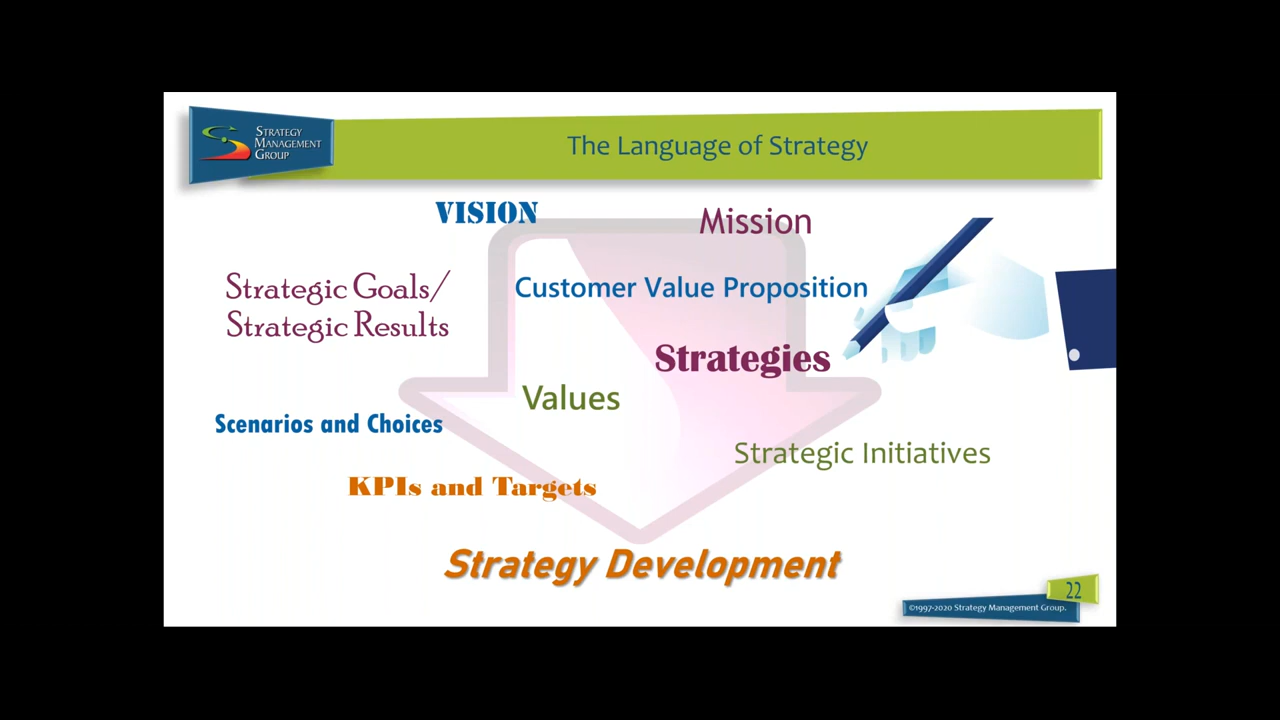 STRATEGY
MANAGEMENT
GROUP
The Language of Strategy
VISION
Mission
Strategic Goals/
Strategic Results
Customer Value Proposition
Strategies
Values
Scenarios and Choices
Strategic Initiatives
KPIs and Targets
Strategy Development
22
©1997-2020 Strategy Management Group.